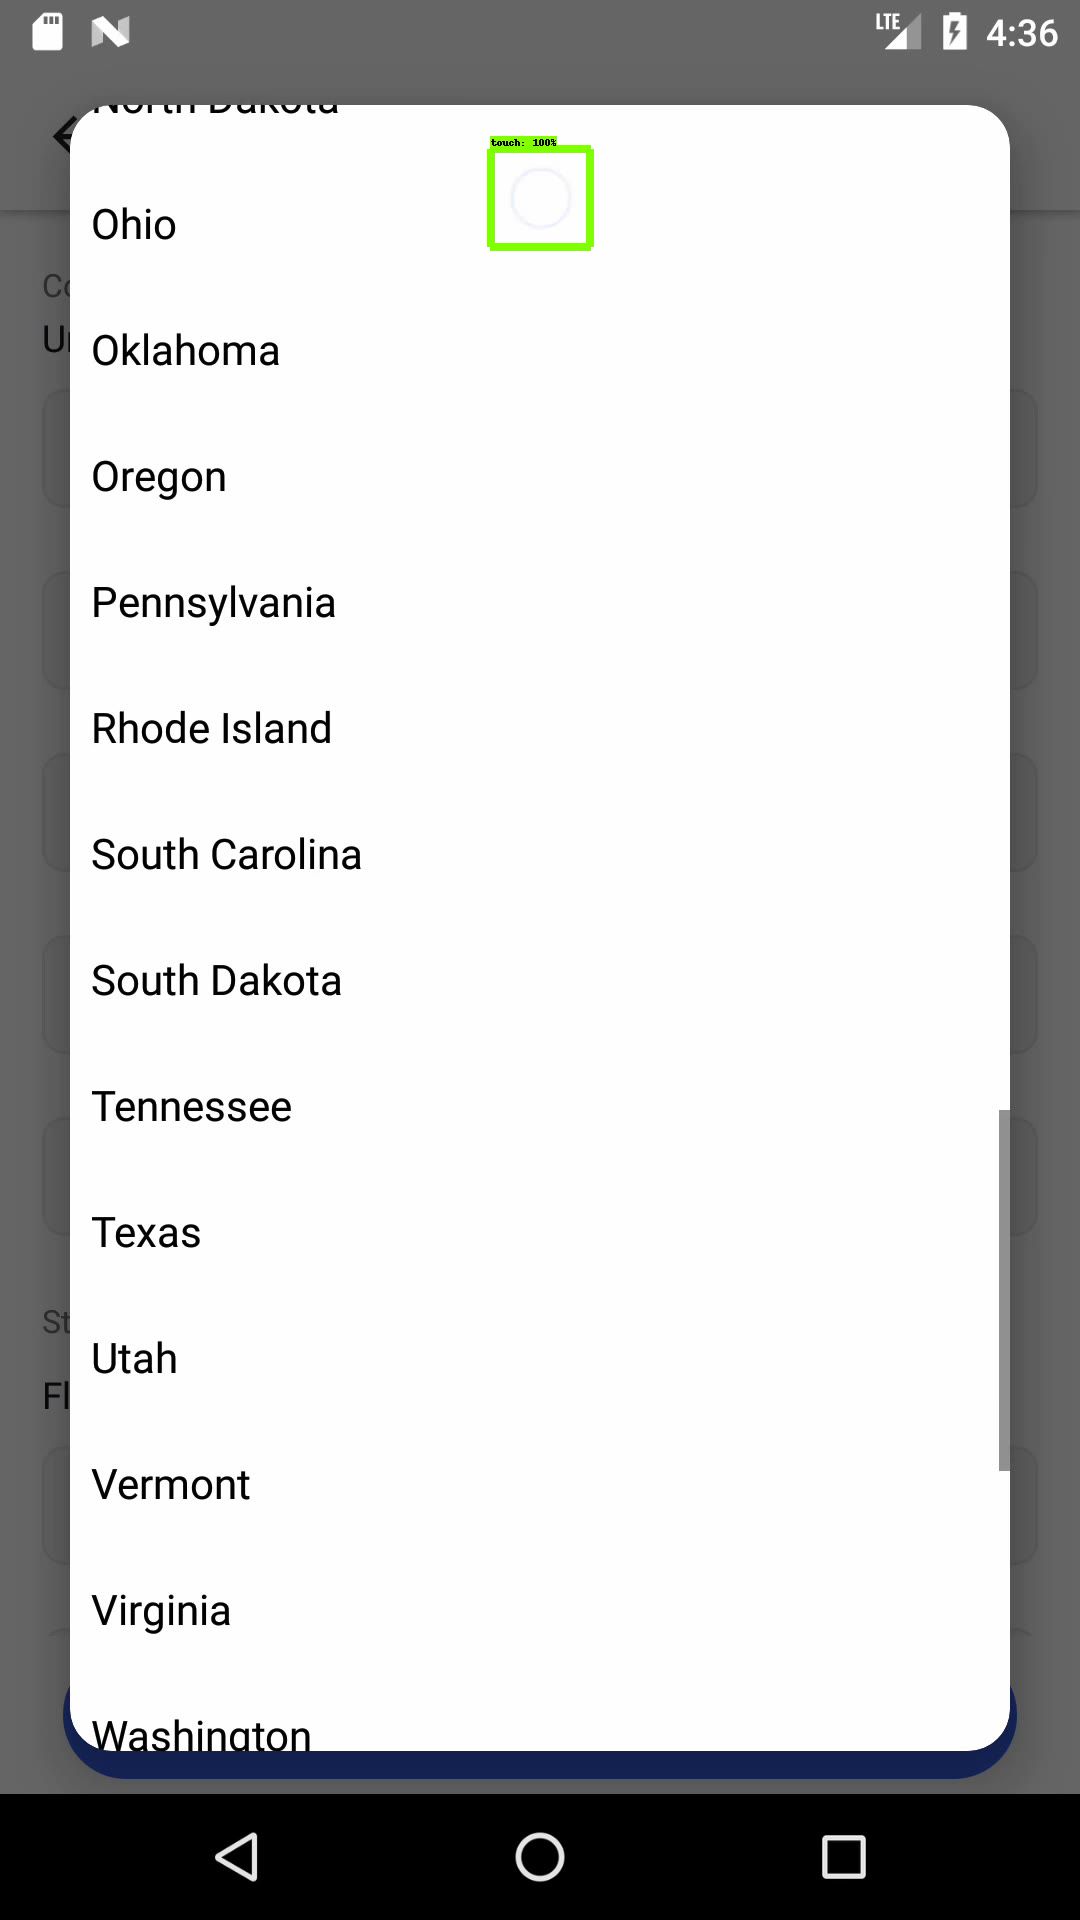 LTE 4:36
North Dakota
touch: 100%
Ohio
Co
Un
Oklahoma
Oregon
Pennsylvania
Rhode Island
South Carolina
South Dakota
Tennessee
Texas
St
Utah
Fl
Vermont
Virginia
Washington